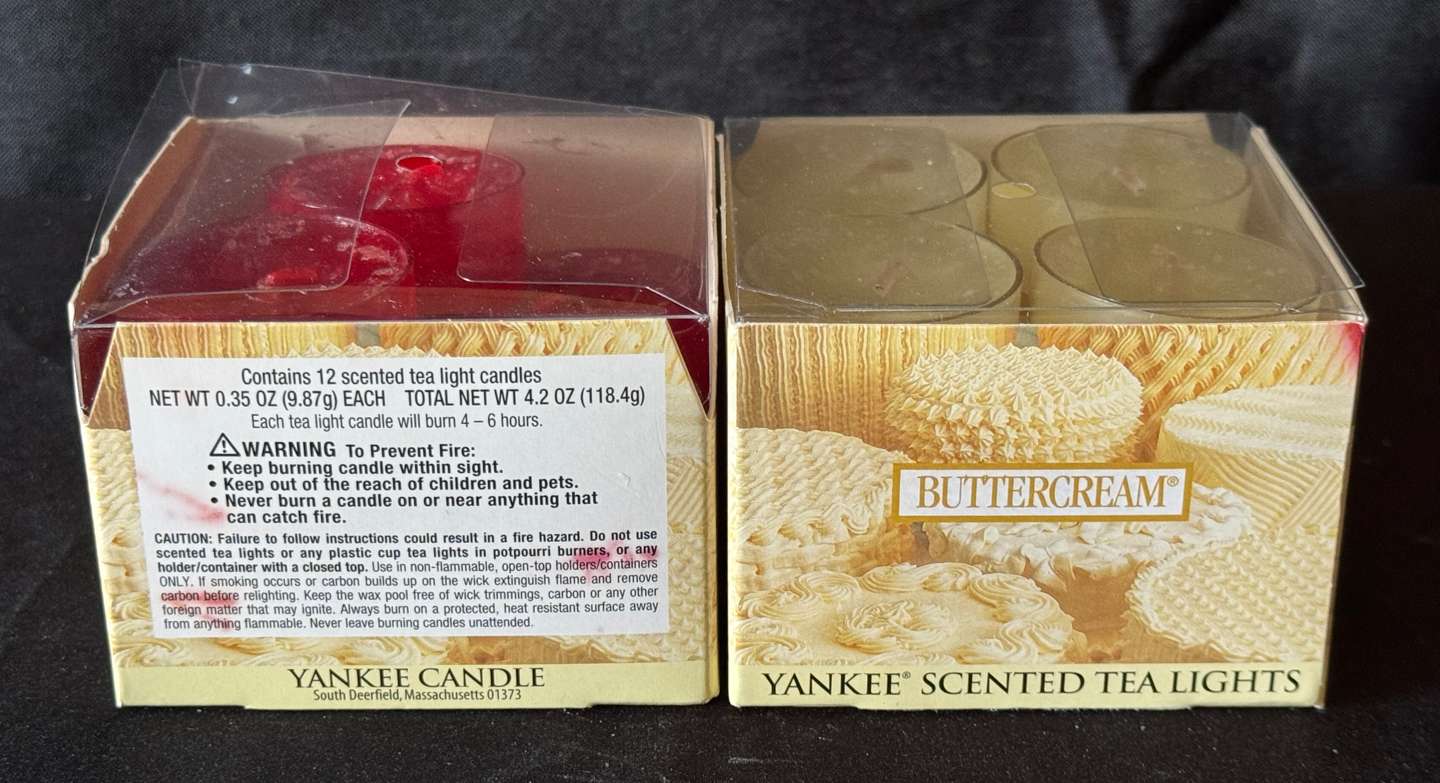 Contains 12 scented tea light candles
NET WT 0.35 OZ (9.87g) EACH TOTAL NET WT 4.2 OZ (118.4g)
Each tea light candle will burn 4 – 6 hours.
⚠WARNING To Prevent Fire:
• Keep burning candle within sight.
• Keep out of the reach of children and pets.
• Never burn a candle on or near anything that
can catch fire.
CAUTION: Failure to follow instructions could result in a fire hazard. Do not use
scented tea lights or any plastic cup tea lights in potpourri burners, or any
holder/container with a closed top. Use in non-flammable, open-top holders/containers
ONLY. If smoking occurs or carbon builds up on the wick extinguish flame and remove
carbon before relighting. Keep the wax pool free of wick trimmings, carbon or any other
foreign matter that may ignite. Always burn on a protected, heat resistant surface away
from anything flammable. Never leave burning candles unattended.
YANKEE CANDLE
South Deerfield, Massachusetts 01373
BUTTERCREAM®
YANKEE® SCENTED TEA LIGHTS